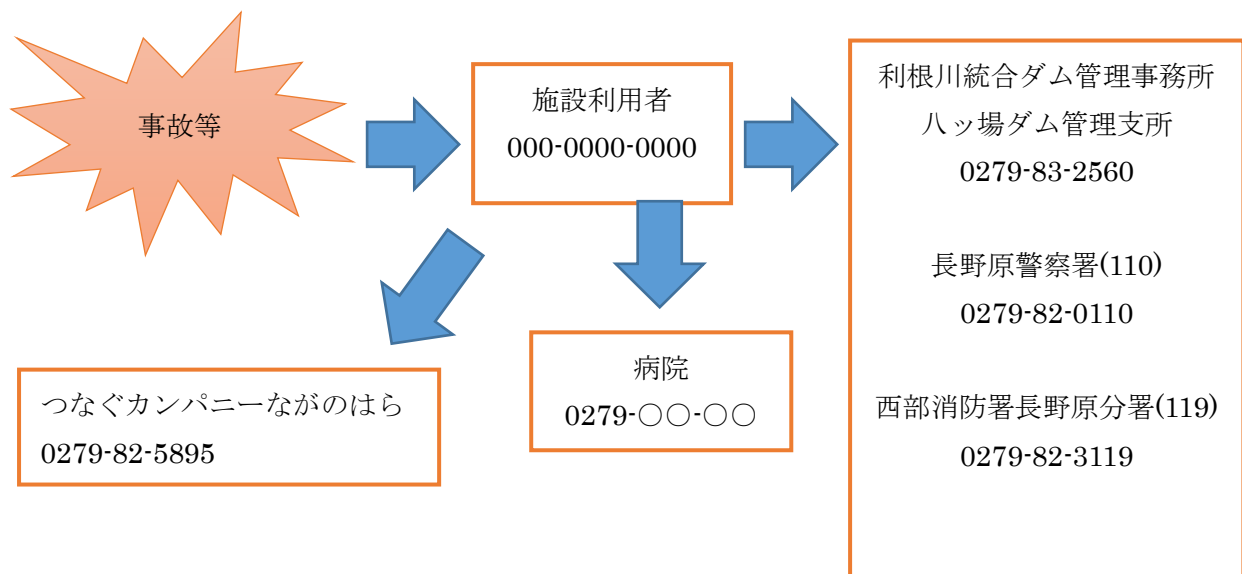 事故等
施設利用者
000-0000-0000
利根川統合ダム管理事務所
八ッ場ダム管理支所
0279-83-2560
長野原警察署(110)
0279-82-0110
西部消防署長野原分署(119)
0279-82-3119
病院
0279-〇〇-〇〇
つなぐカンパニーながのはら
0279-82-5895